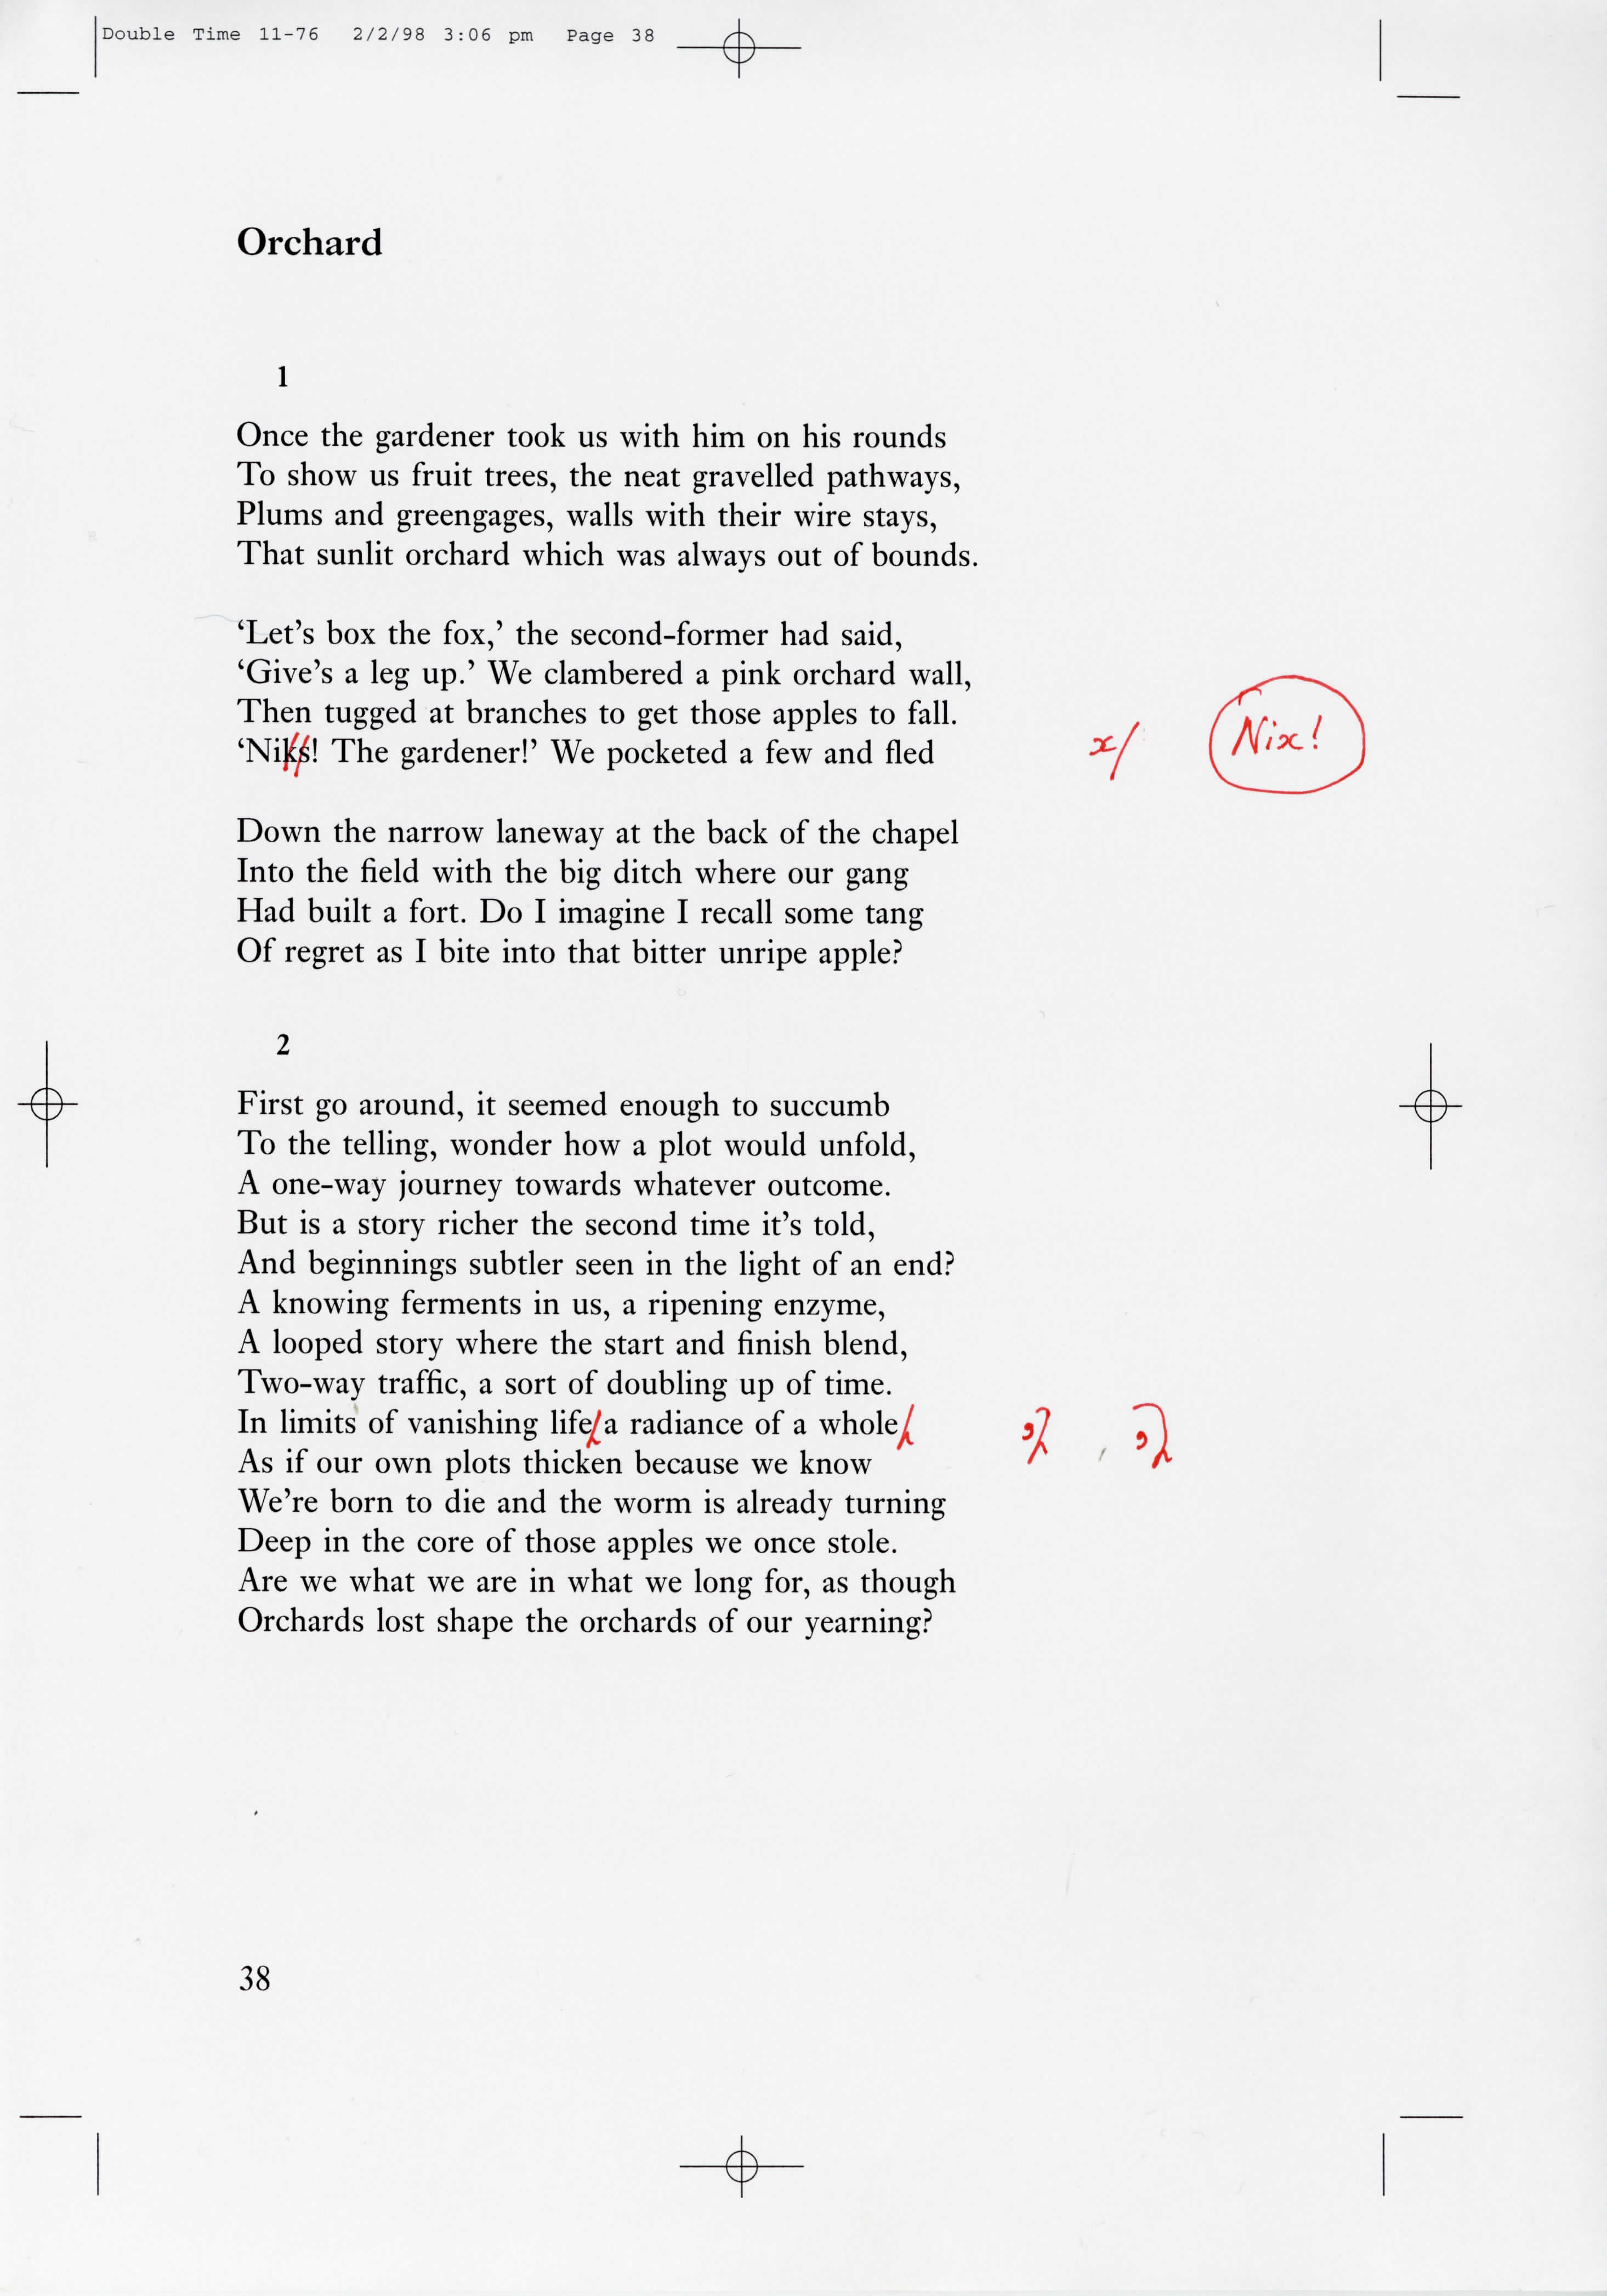 Double Time 11-76 2/2/98 3:06 pm Page 38
Orchard
1
Once the gardener took us with him on his rounds
To show us fruit trees, the neat gravelled pathways,
Plums and greengages, walls with their wire stays,
That sunlit orchard which was always out of bounds.
‘Let’s box the fox,’ the second-former had said,
‘Give’s a leg up.’ We clambered a pink orchard wall,
Then tugged at branches to get those apples to fall.
‘Niks! The gardener!’ We pocketed a few and fled x/ Nix!
Down the narrow laneway at the back of the chapel
Into the field with the big ditch where our gang
Had built a fort. Do I imagine I recall some tang
Of regret as I bite into that bitter unripe apple?
2
First go around, it seemed enough to succumb
To the telling, wonder how a plot would unfold,
A one-way journey towards whatever outcome.
But is a story richer the second time it’s told,
And beginnings subtler seen in the light of an end?
A knowing ferments in us, a ripening enzyme,
A looped story where the start and finish blend,
Two-way traffic, a sort of doubling up of time.
In limits of vanishing life a radiance of a whole , ,
As if our own plots thicken because we know
We’re born to die and the worm is already turning
Deep in the core of those apples we once stole.
Are we what we are in what we long for, as though
Orchards lost shape the orchards of our yearning?
38